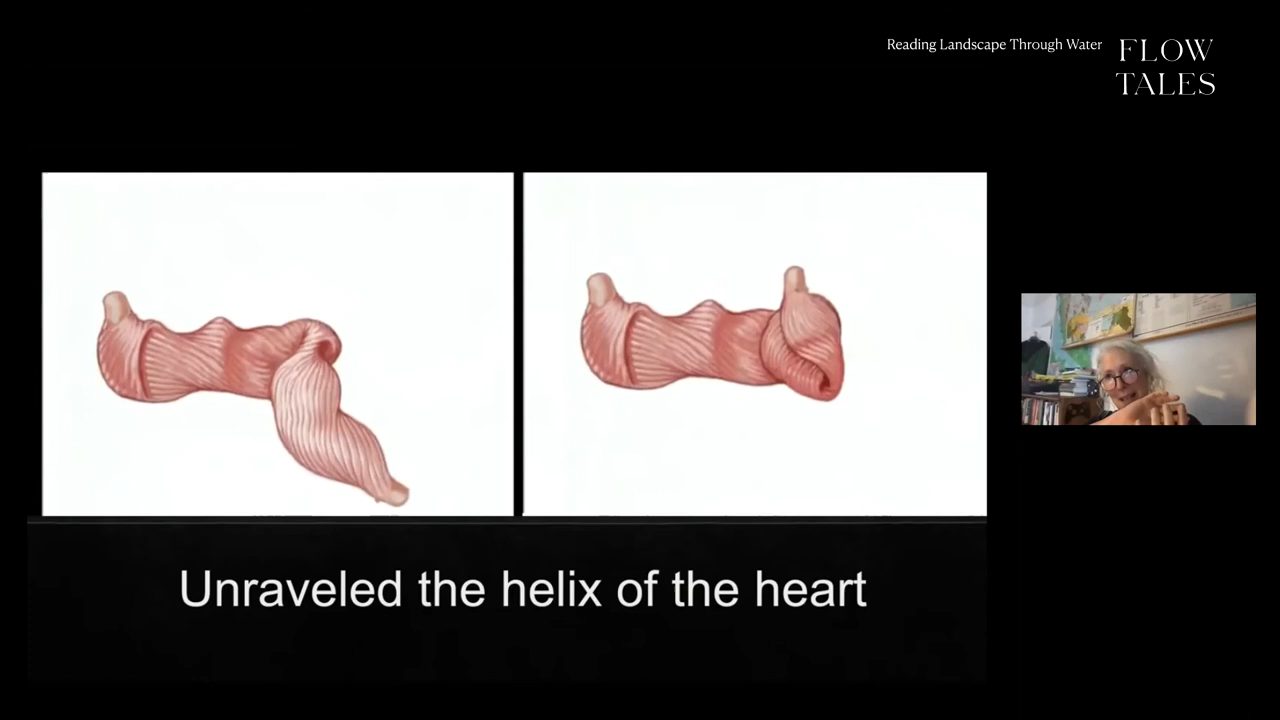 Reading Landscape Through Water
FLOW
TALES
Unraveled the helix of the heart